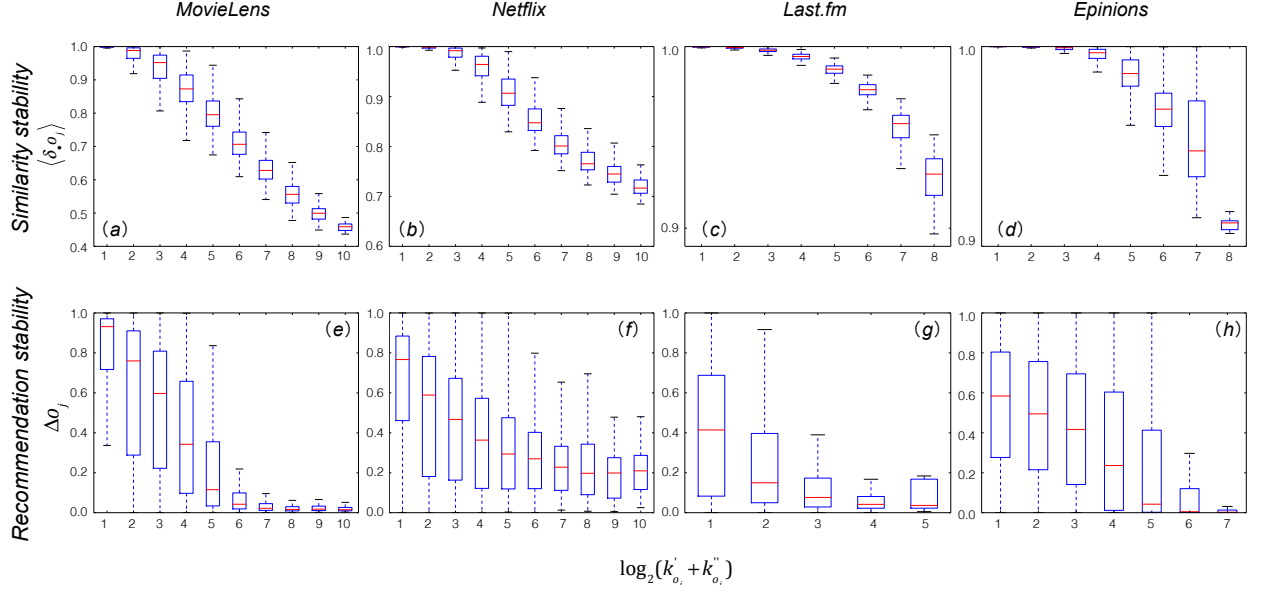 MovieLens Netflix Last.fm Epinions
Similarity stability
⟨δ•o_j⟩
1.0 0.9 0.8 0.7 0.6 0.5 0.4
(a)
1 2 3 4 5 6 7 8 9 10
1.0 0.9 0.8 0.7 0.6
(b)
1 2 3 4 5 6 7 8 9 10
1.0 0.9
(c)
1 2 3 4 5 6 7 8
1.0 0.9
(d)
1 2 3 4 5 6 7 8
Recommendation stability
Δo_j
1.0 0.8 0.6 0.4 0.2 0.0
(e)
1 2 3 4 5 6 7 8 9 10
1.0 0.8 0.6 0.4 0.2 0.0
(f)
1 2 3 4 5 6 7 8 9 10
1.0 0.8 0.6 0.4 0.2 0.0
(g)
1 2 3 4 5
1.0 0.8 0.6 0.4 0.2 0.0
(h)
1 2 3 4 5 6 7
log₂(k'_{o_i} + k''_{o_i})